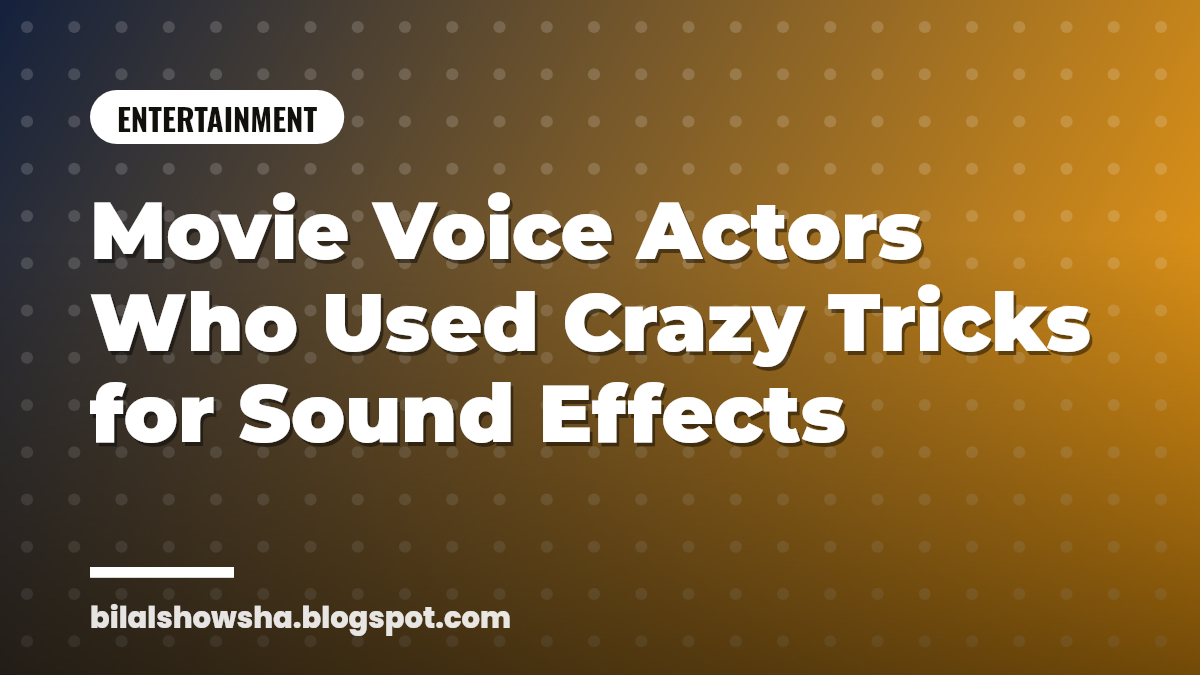 ENTERTAINMENT
Movie Voice Actors
Who Used Crazy Tricks
for Sound Effects
bilalshowsha.blogspot.com